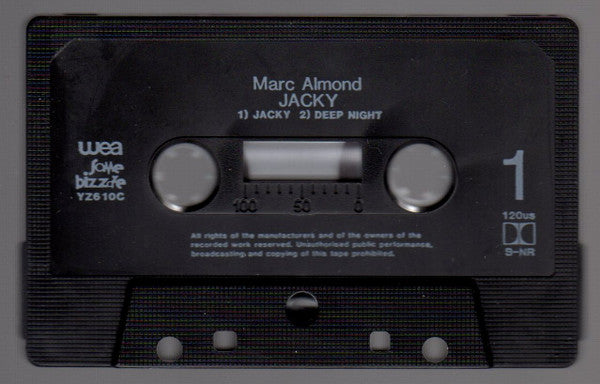 Marc Almond
JACKY
1) JACKY 2) DEEP NIGHT
wea
some
bizzare
YZ610C
1
100 50 0
120us
B-NR
All rights of the manufacturers and of the owners of the
recorded work reserved. Unauthorised public performance,
broadcasting and copying of this tape prohibited.